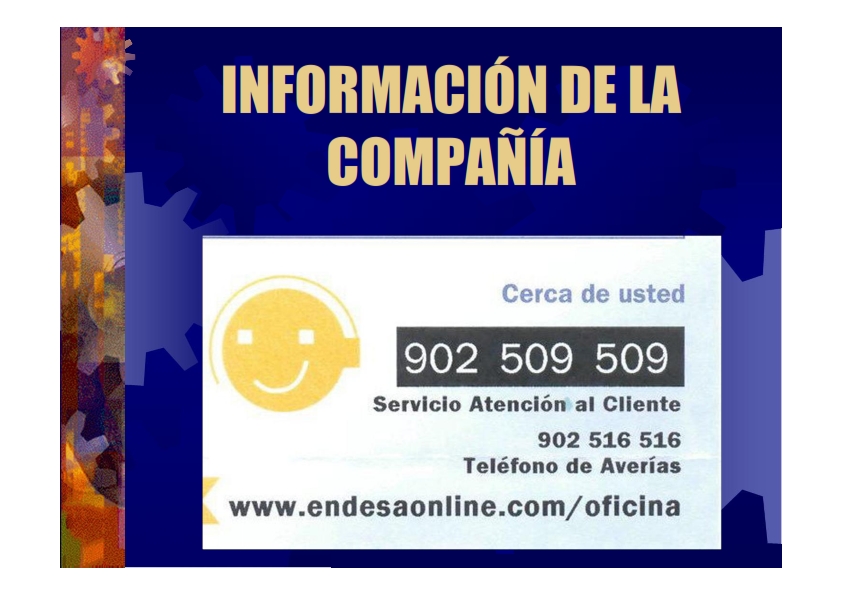 INFORMACIÓN DE LA
COMPAÑÍA
Cerca de usted
902 509 509
Servicio Atención al Cliente
902 516 516
Teléfono de Averías
www.endesaonline.com/oficina